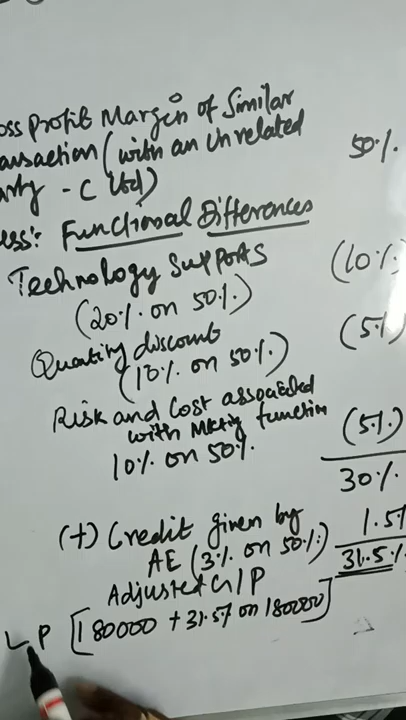 oss Profit Margin of Similar
ansaction (with an Unrelated
arty - C Ltd) 50%.
ess: Functional Differences
Technology Supports (10%)
(20% on 50%)
Quantity discount (5%)
(10% on 50%)
Risk and Cost associated
with Mktg function (5%)
10% on 50%.
30%.
(+) Credit given by 1.5%
AE (3% on 50%) 31.5%
Adjusted G/P
LP [180000 + 31.5% on 180000]